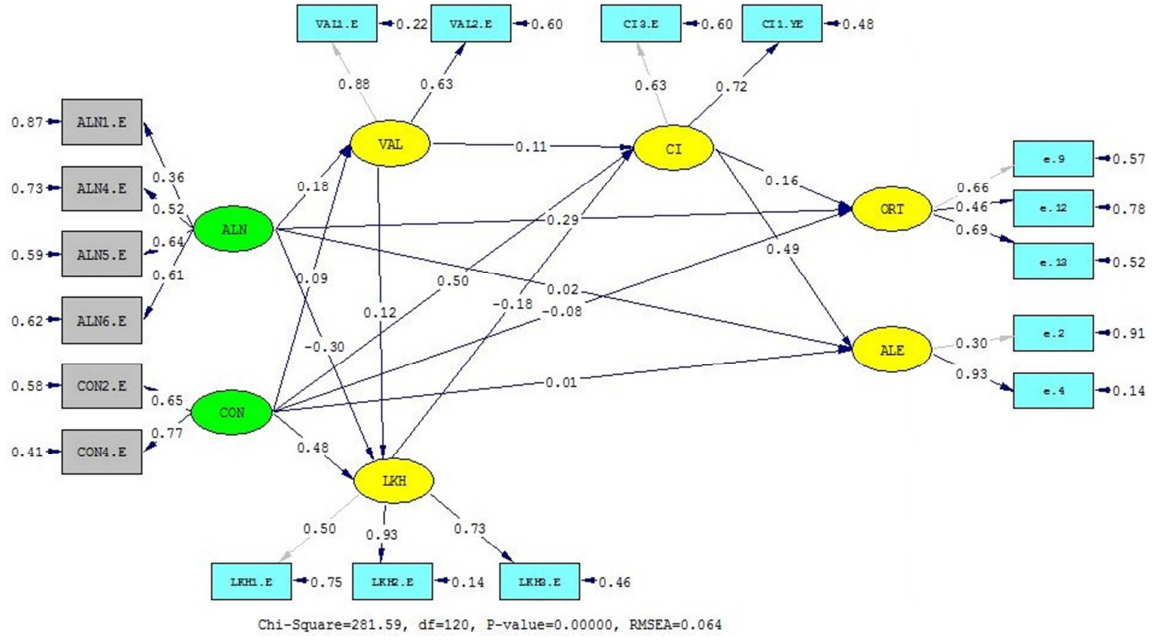 VAL1.E 0.22 VAL2.E 0.60 CI3.E 0.60 CI1.YE 0.48
0.88 0.63 0.63 0.72
0.87 ALN1.E
VAL 0.11 CI
0.36
0.73 ALN4.E
0.52
0.18
0.16
e.9 0.57
0.66
0.46 e.12 0.78
0.69
ALN
0.29
ORT
0.59 ALN5.E
0.64
0.61
0.49
e.13 0.52
0.09
0.50
0.02
-0.18
-0.08
0.62 ALN6.E
0.12
-0.30
e.2 0.91
0.30
ALE
0.93
e.4 0.14
0.58 CON2.E
0.65
0.01
CON
0.77
0.41 CON4.E
0.48
LKH
0.50 0.93 0.73
LKH1.E 0.75 LKH2.E 0.14 LKH3.E 0.46
Chi-Square=281.59, df=120, P-value=0.00000, RMSEA=0.064